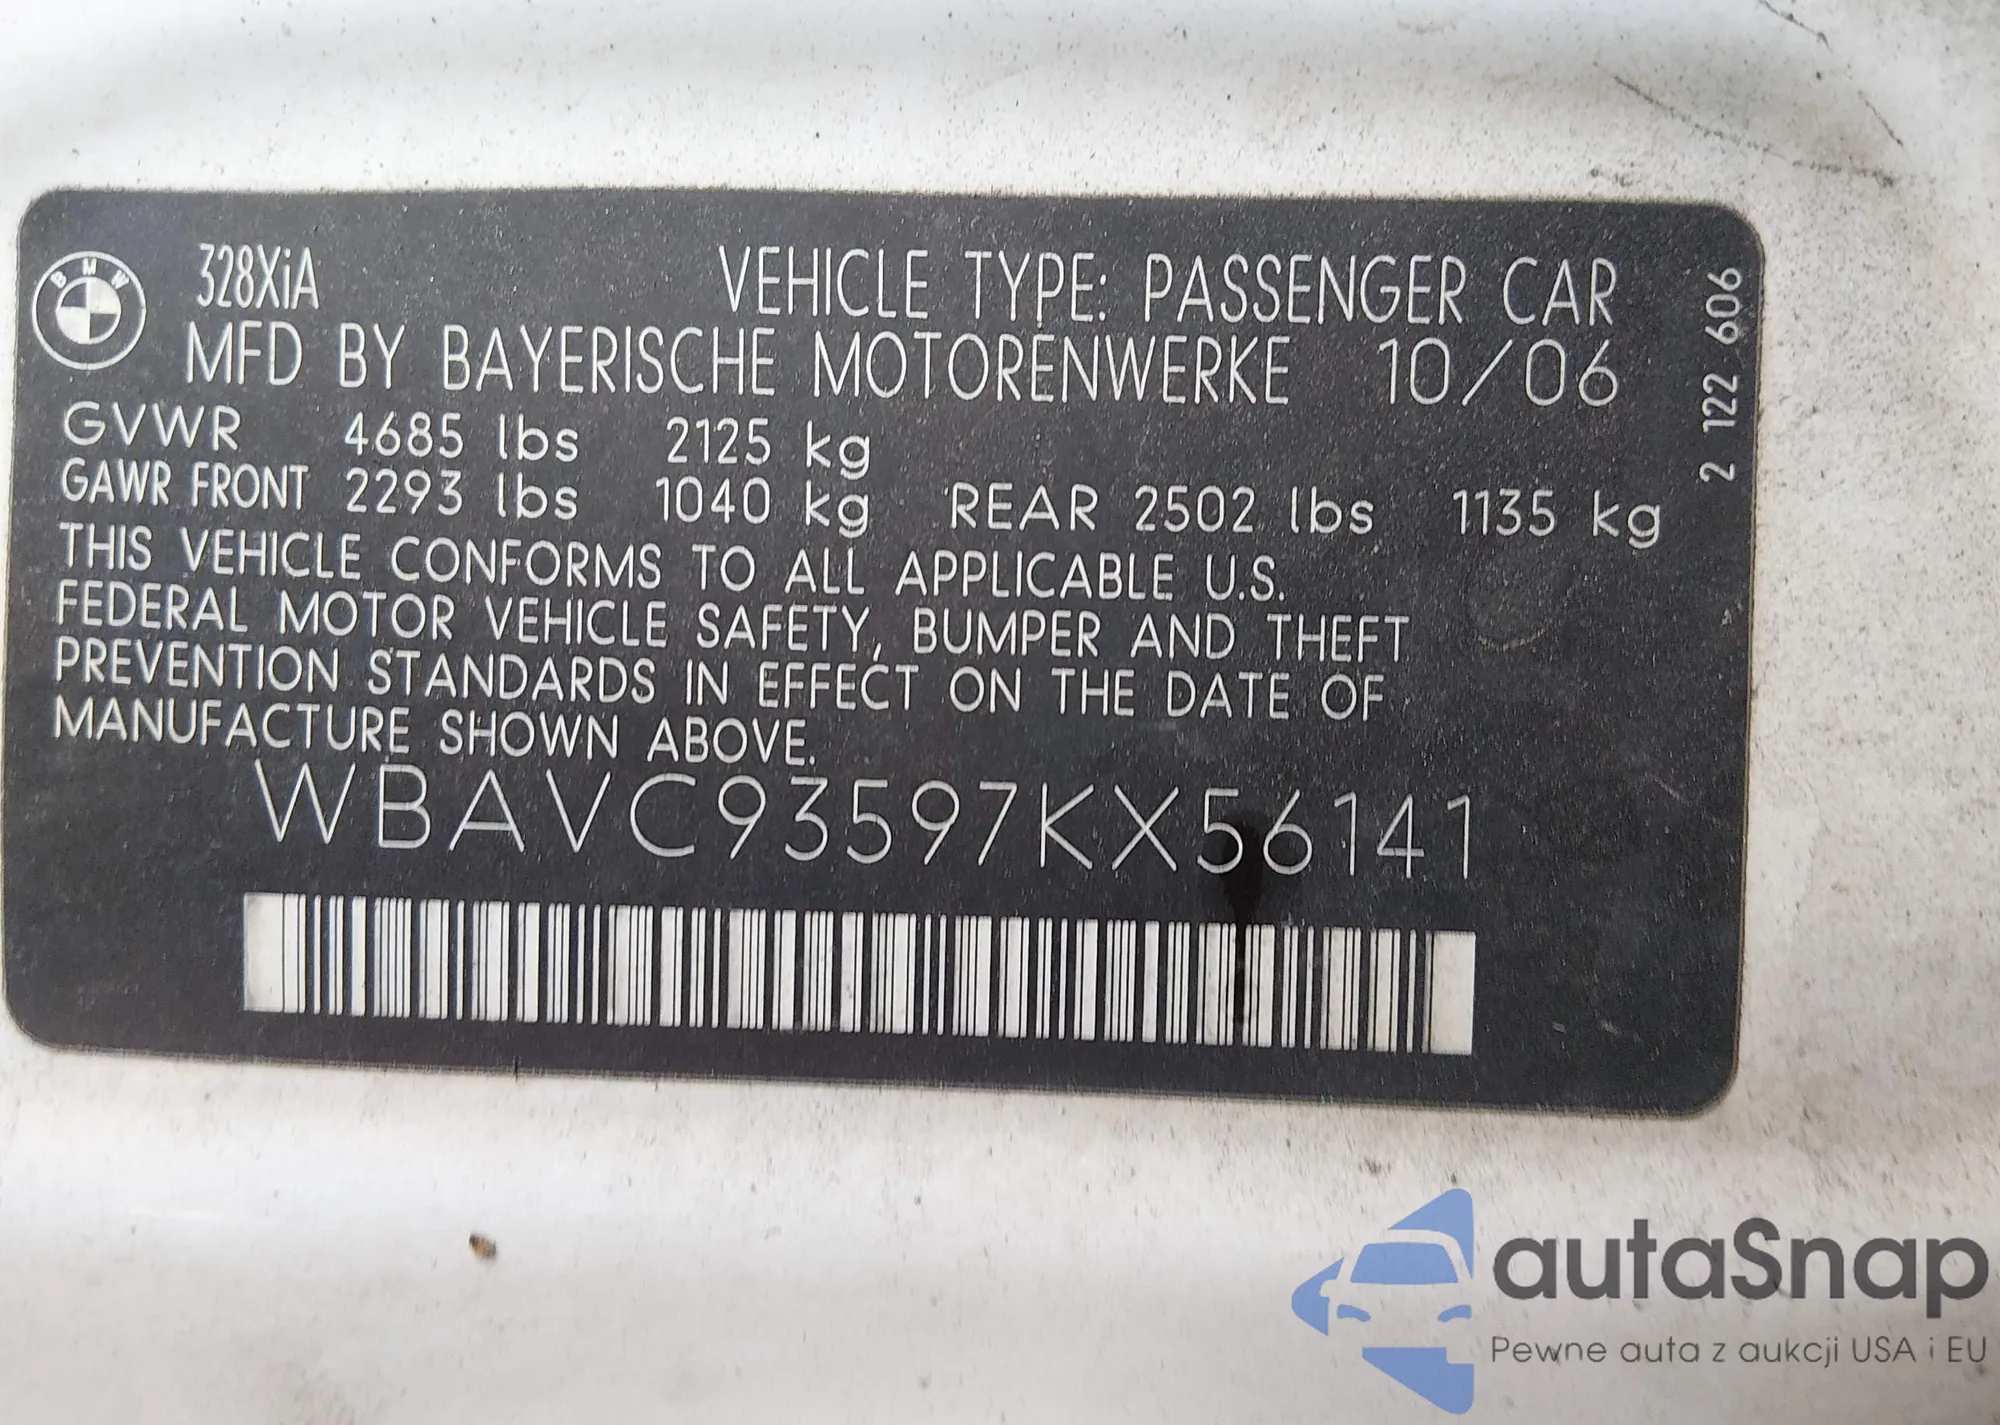 BMW
328XiA
VEHICLE TYPE: PASSENGER CAR
MFD BY BAYERISCHE MOTORENWERKE 10/06
GVWR 4685 lbs 2125 kg
GAWR FRONT 2293 lbs 1040 kg REAR 2502 lbs 1135 kg
THIS VEHICLE CONFORMS TO ALL APPLICABLE U.S.
FEDERAL MOTOR VEHICLE SAFETY, BUMPER AND THEFT
PREVENTION STANDARDS IN EFFECT ON THE DATE OF
MANUFACTURE SHOWN ABOVE.
WBAVC93597KX56141
2 122 606
autaSnap
Pewne auta z aukcji USA i EU